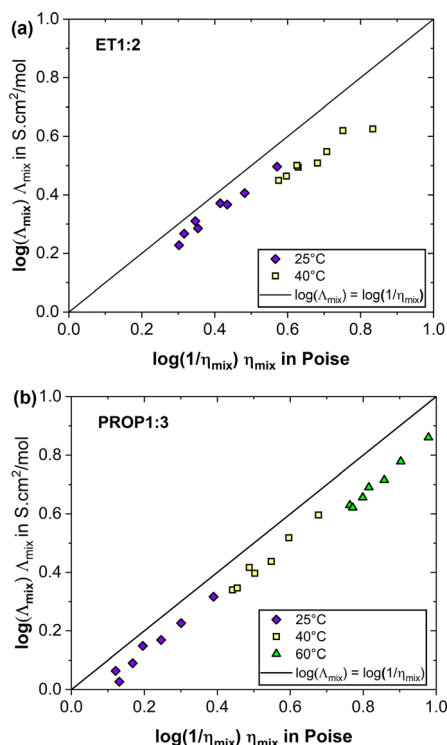 (a)
ET1:2
log(Λmix) Λmix in S.cm²/mol
1.0
0.8
0.6
0.4
0.2
0.0
25°C
40°C
log(Λmix) = log(1/ηmix)
0.0 0.2 0.4 0.6 0.8 1.0
log(1/ηmix) ηmix in Poise
(b)
PROP1:3
log(Λmix) Λmix in S.cm²/mol
1.0
0.8
0.6
0.4
0.2
0.0
25°C
40°C
60°C
log(Λmix) = log(1/ηmix)
0.0 0.2 0.4 0.6 0.8 1.0
log(1/ηmix) ηmix in Poise